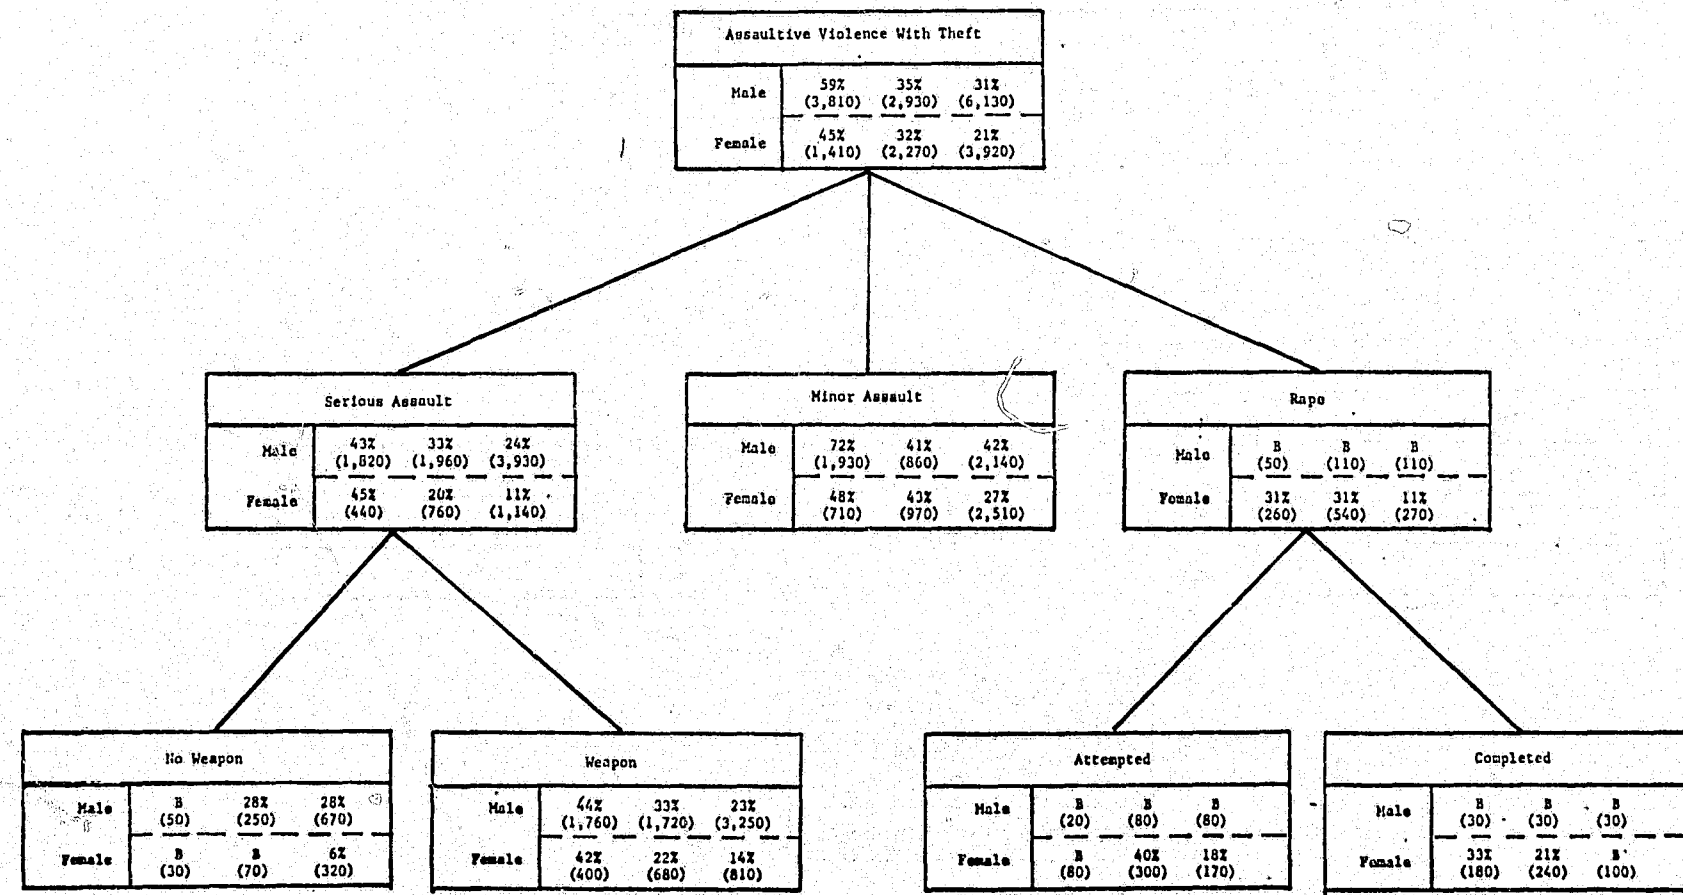 Assaultive Violence With Theft
Male 59% 35% 31%
(3,810) (2,930) (6,130)
Female 45% 32% 21%
(1,410) (2,270) (3,920)
Serious Assault
Male 43% 33% 24%
(1,820) (1,960) (3,930)
Female 45% 20% 11%
(440) (760) (1,140)
Minor Assault
Male 72% 41% 42%
(1,930) (860) (2,140)
Female 48% 43% 27%
(710) (970) (2,510)
Rape
Male B B B
(50) (110) (110)
Female 31% 31% 11%
(260) (540) (270)
No Weapon
Male B 28% 28%
(50) (250) (670)
Female B B 6%
(30) (70) (320)
Weapon
Male 44% 33% 23%
(1,760) (1,720) (3,250)
Female 42% 22% 14%
(400) (680) (810)
Attempted
Male B B B
(20) (80) (80)
Female B 40% 18%
(80) (300) (170)
Completed
Male B B B
(30) (30) (30)
Female 33% 21% B
(180) (240) (100)